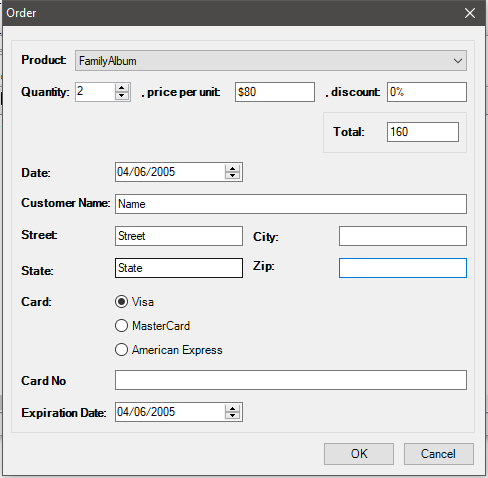 Order
Product: FamilyAlbum
Quantity: 2 , price per unit: $80 , discount: 0%
Total: 160
Date: 04/06/2005
Customer Name: Name
Street: Street City:
State: State Zip:
Card: Visa
MasterCard
American Express
Card No
Expiration Date: 04/06/2005
OK Cancel